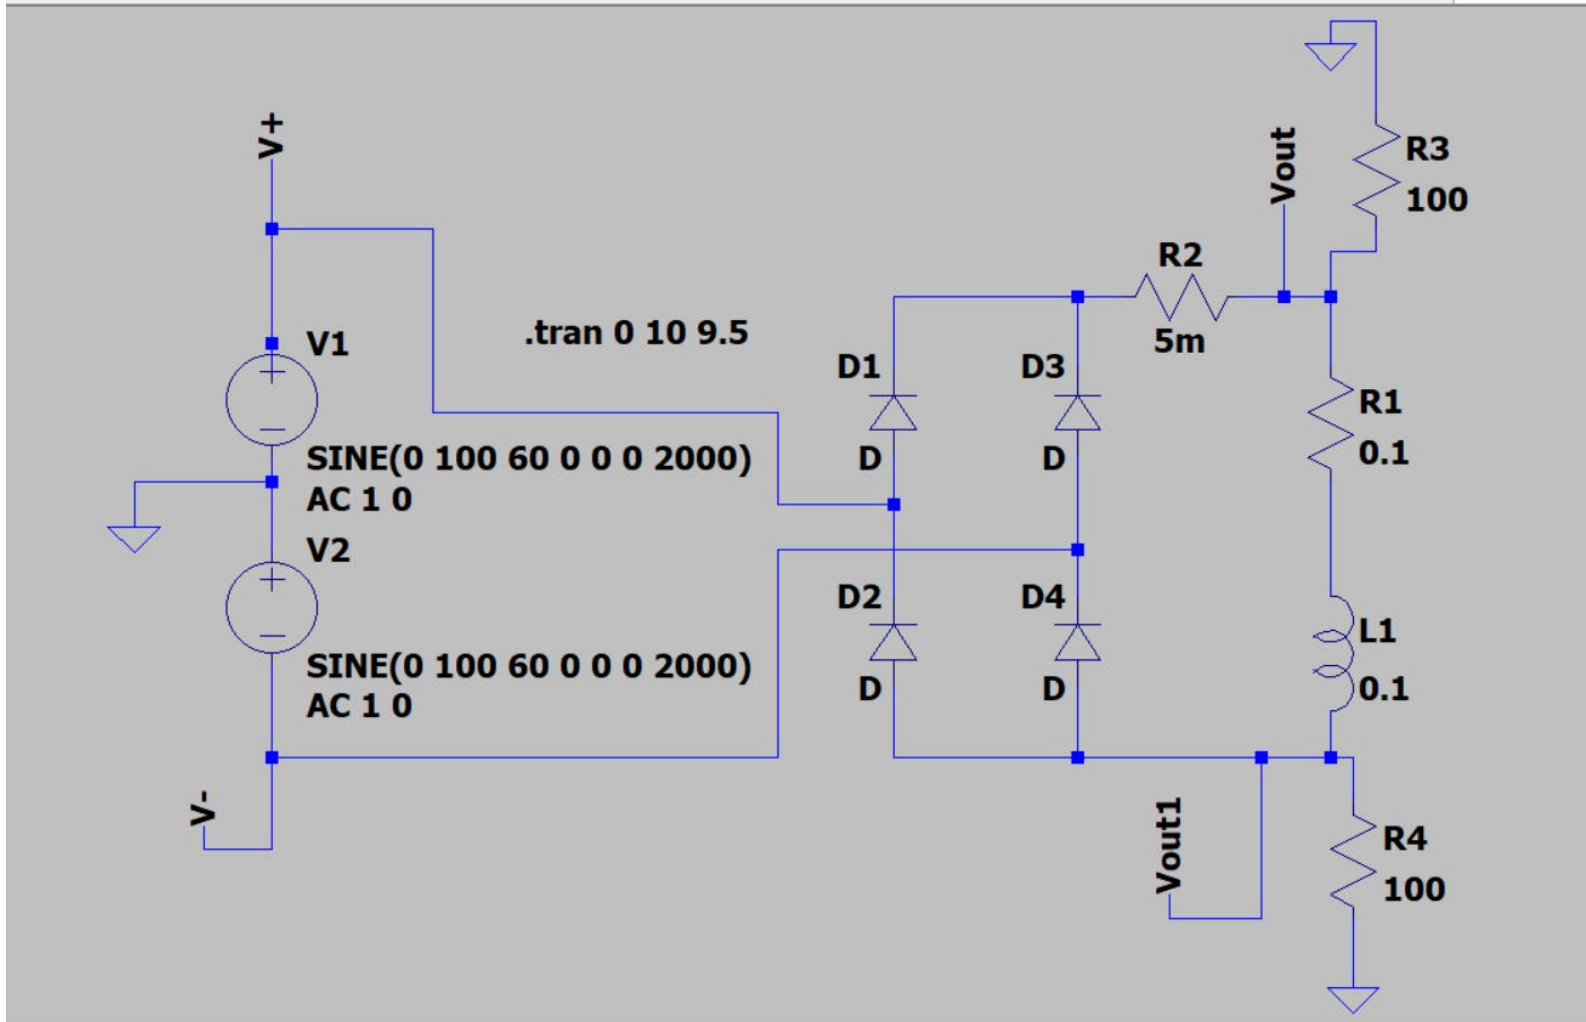 V+
V1
SINE(0 100 60 0 0 0 2000)
AC 1 0
V2
SINE(0 100 60 0 0 0 2000)
AC 1 0
V-
.tran 0 10 9.5
D1
D
D3
D
D2
D
D4
D
R2
5m
Vout
R3
100
R1
0.1
L1
0.1
Vout1
R4
100